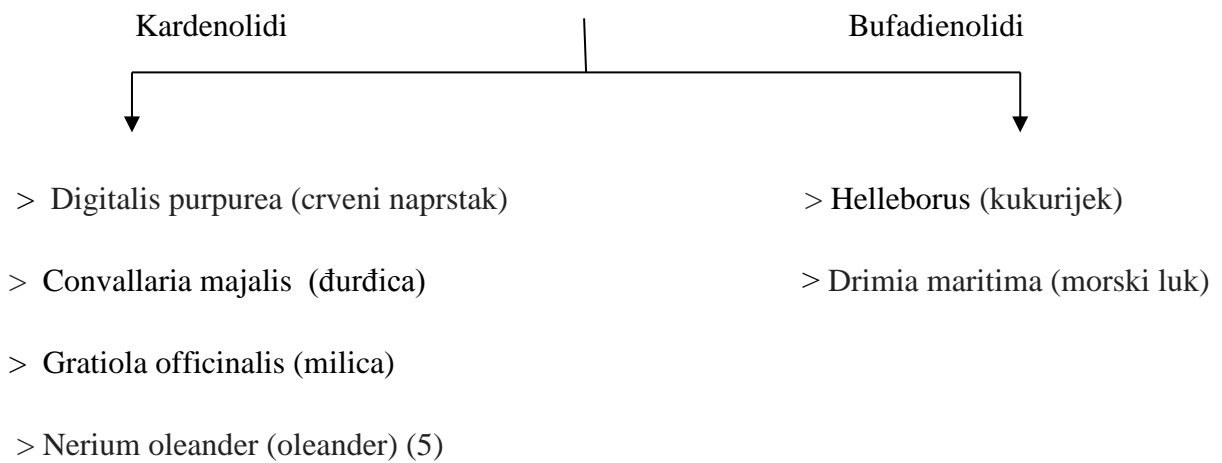 Kardenolidi Bufadienolidi
> Digitalis purpurea (crveni naprstak) > Helleborus (kukurijek)
> Convallaria majalis (đurđica) > Drimia maritima (morski luk)
> Gratiola officinalis (milica)
> Nerium oleander (oleander) (5)